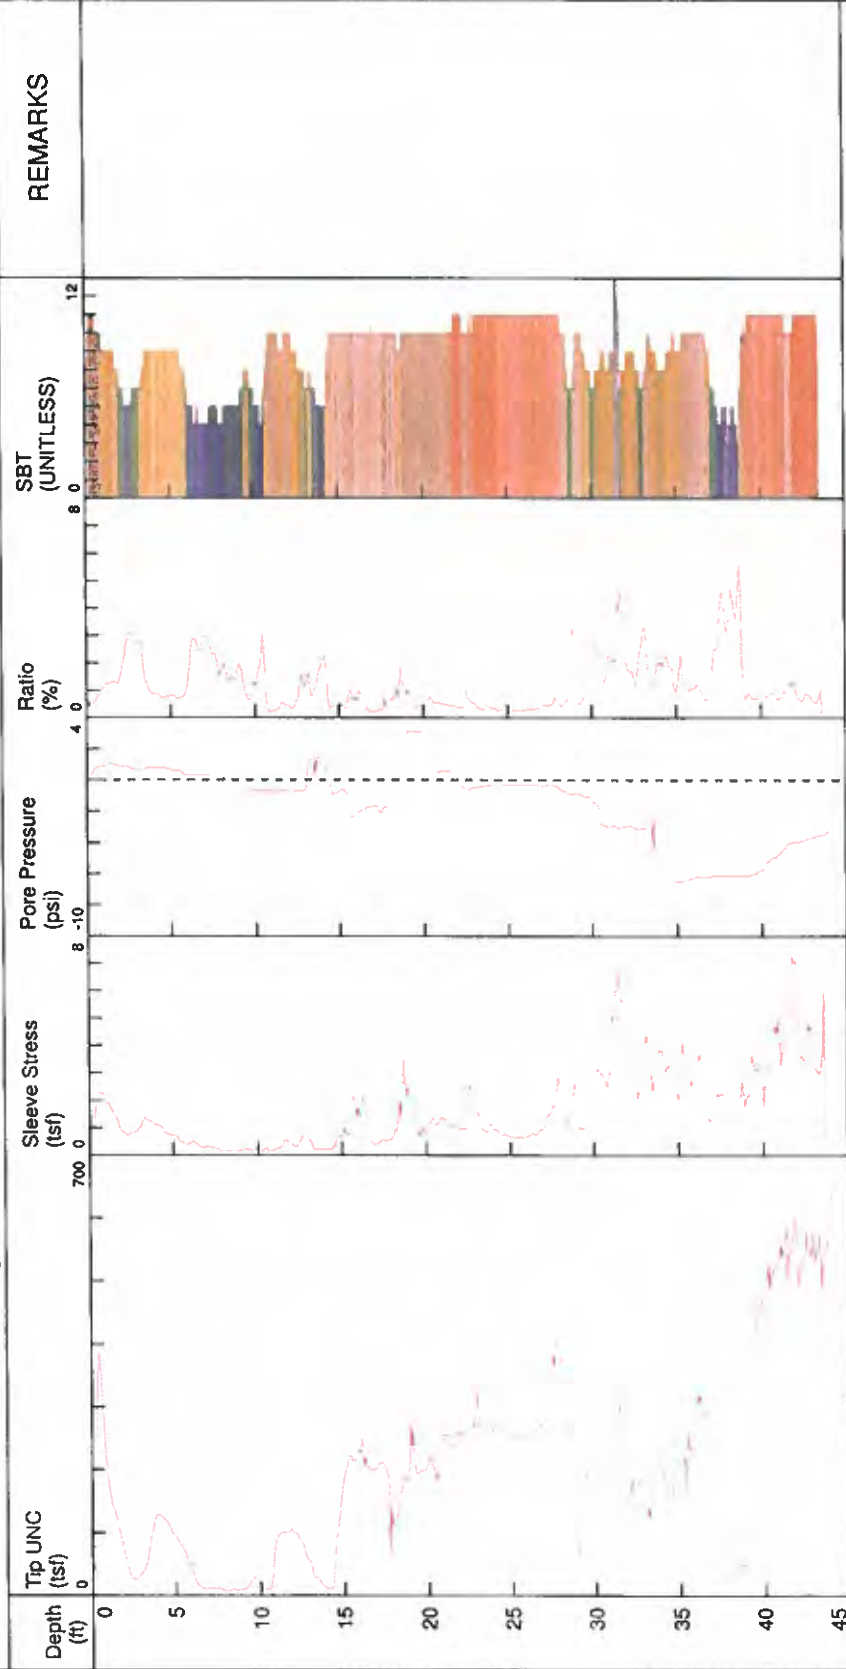 Depth
(ft)
Tip UNC
(tsf)
0
700
Sleeve Stress
(tsf)
0
8
Pore Pressure
(psi)
-10
4
Ratio
(%)
0
8
SBT
(UNITLESS)
0
12
REMARKS
0
5
10
15
20
25
30
35
40
45